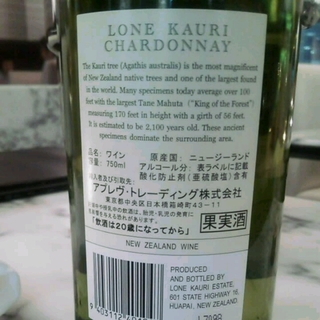 LONE KAURI
CHARDONNAY
The Kauri tree (Agathis australis) is the most magnificent
of New Zealand native trees and one of the largest found
in the world. Many specimens today average over 100
feet with the largest Tane Mahuta ("King of the Forest")
measuring 170 feet in height with a girth of 56 feet.
It is estimated to be 2,100 years old. These ancient
specimens dominate the surrounding area.
品名: ワイン 原産国: ニュージーランド
容量: 750ml アルコール分: 表ラベルに記載
酸化防止剤(亜硫酸塩)含有
輸入者及び引取先:
アプレヴ・トレーディング株会社
東京都中央区日本橋箱崎町43-11
「飲酒は20歳になってから」
果実酒
NEW ZEALAND WINE
PRODUCED
AND BOTTLED BY
LONE KAURI ESTATE,
601 STATE HIGHWAY 16,
HUAPAI, NEW ZEALAND.